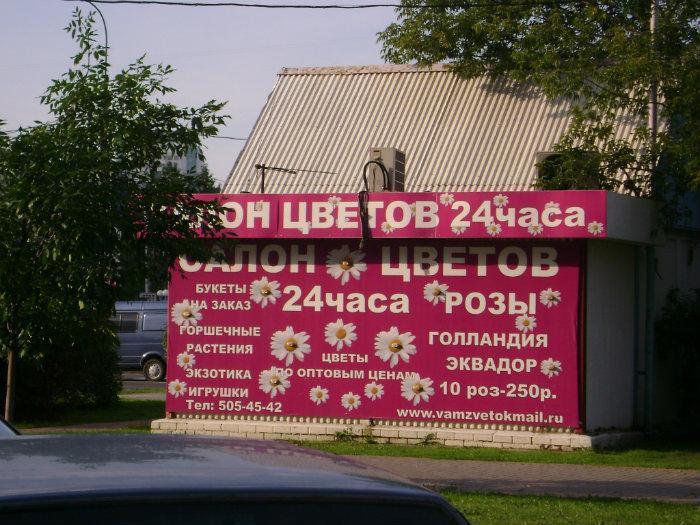 ЛОН ЦВЕТОВ 24часа
САЛОН ЦВЕТОВ
24часа
БУКЕТЫ
НА ЗАКАЗ
ГОРШЕЧНЫЕ
РАСТЕНИЯ
ЭКЗОТИКА
ИГРУШКИ
Тел: 505-45-42
ЦВЕТЫ
ПО ОПТОВЫМ ЦЕНАМ
РОЗЫ
ГОЛЛАНДИЯ
ЭКВАДОР
10 роз-250р.
www.vamzvetokmail.ru